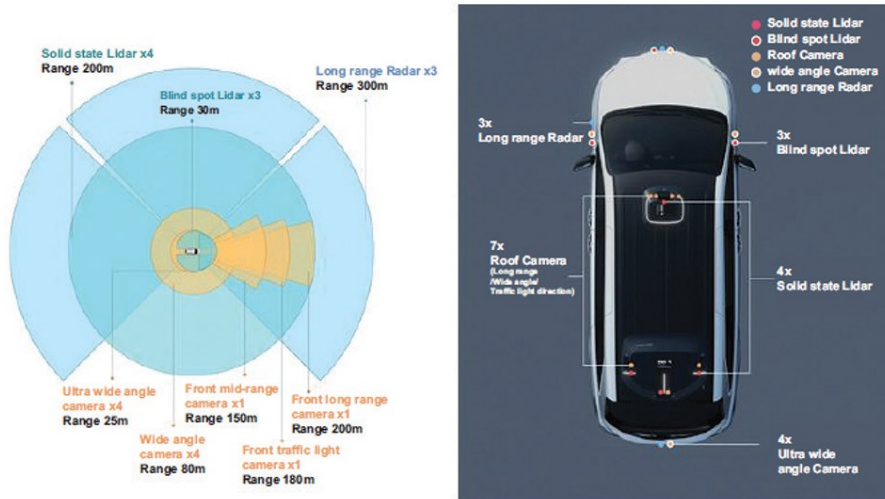 Solid state Lidar x4
Range 200m
Blind spot Lidar x3
Range 30m
Long range Radar x3
Range 300m
Ultra wide angle
camera x4
Range 25m
Wide angle
camera x4
Range 80m
Front mid-range
camera x1
Range 150m
Front traffic light
camera x1
Range 180m
Front long range
camera x1
Range 200m
Solid state Lidar
Blind spot Lidar
Roof Camera
wide angle Camera
Long range Radar
3x
Long range Radar
3x
Blind spot Lidar
7x
Roof Camera
(Long range
/Wide angle/
Traffic light direction)
4x
Solid state Lidar
4x
Ultra wide
angle Camera